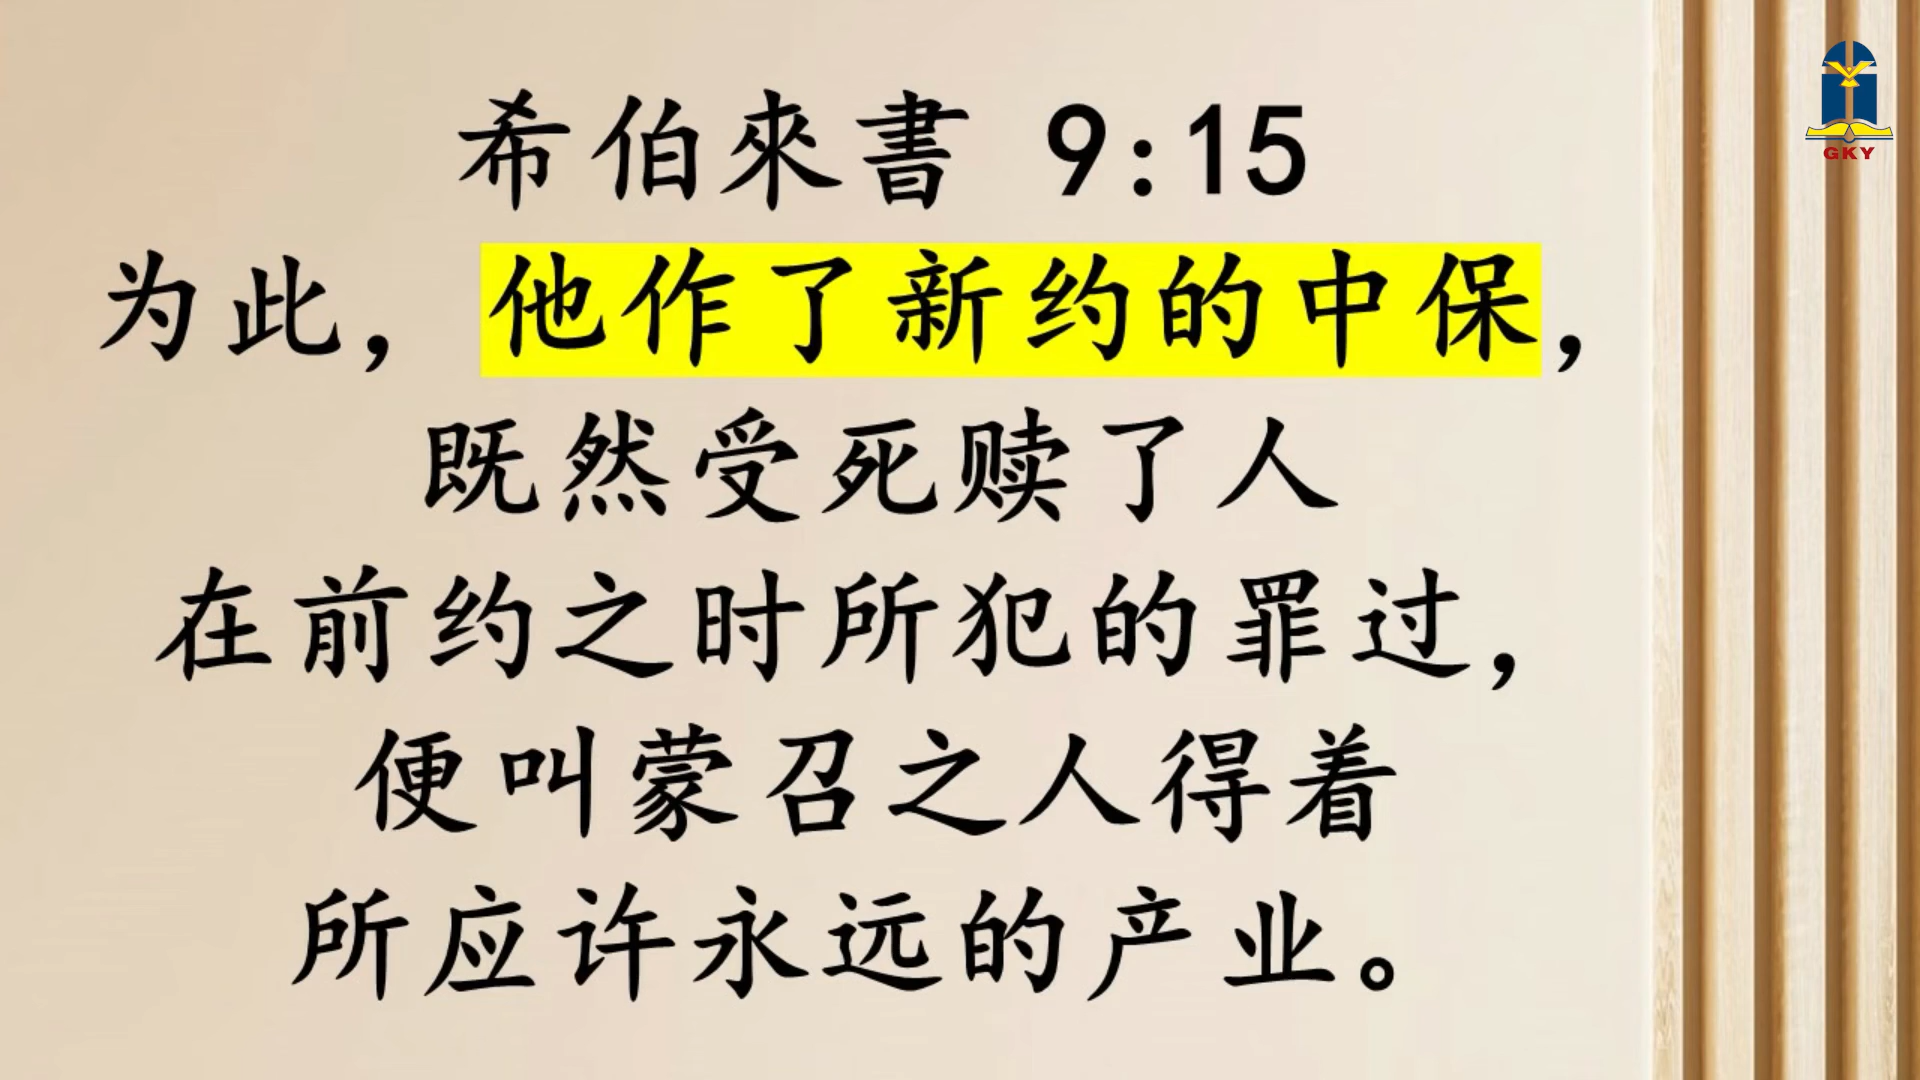 希伯來書 9:15
为此，他作了新约的中保，
既然受死赎了人
在前约之时所犯的罪过，
便叫蒙召之人得着
所应许永远的产业。
GKY